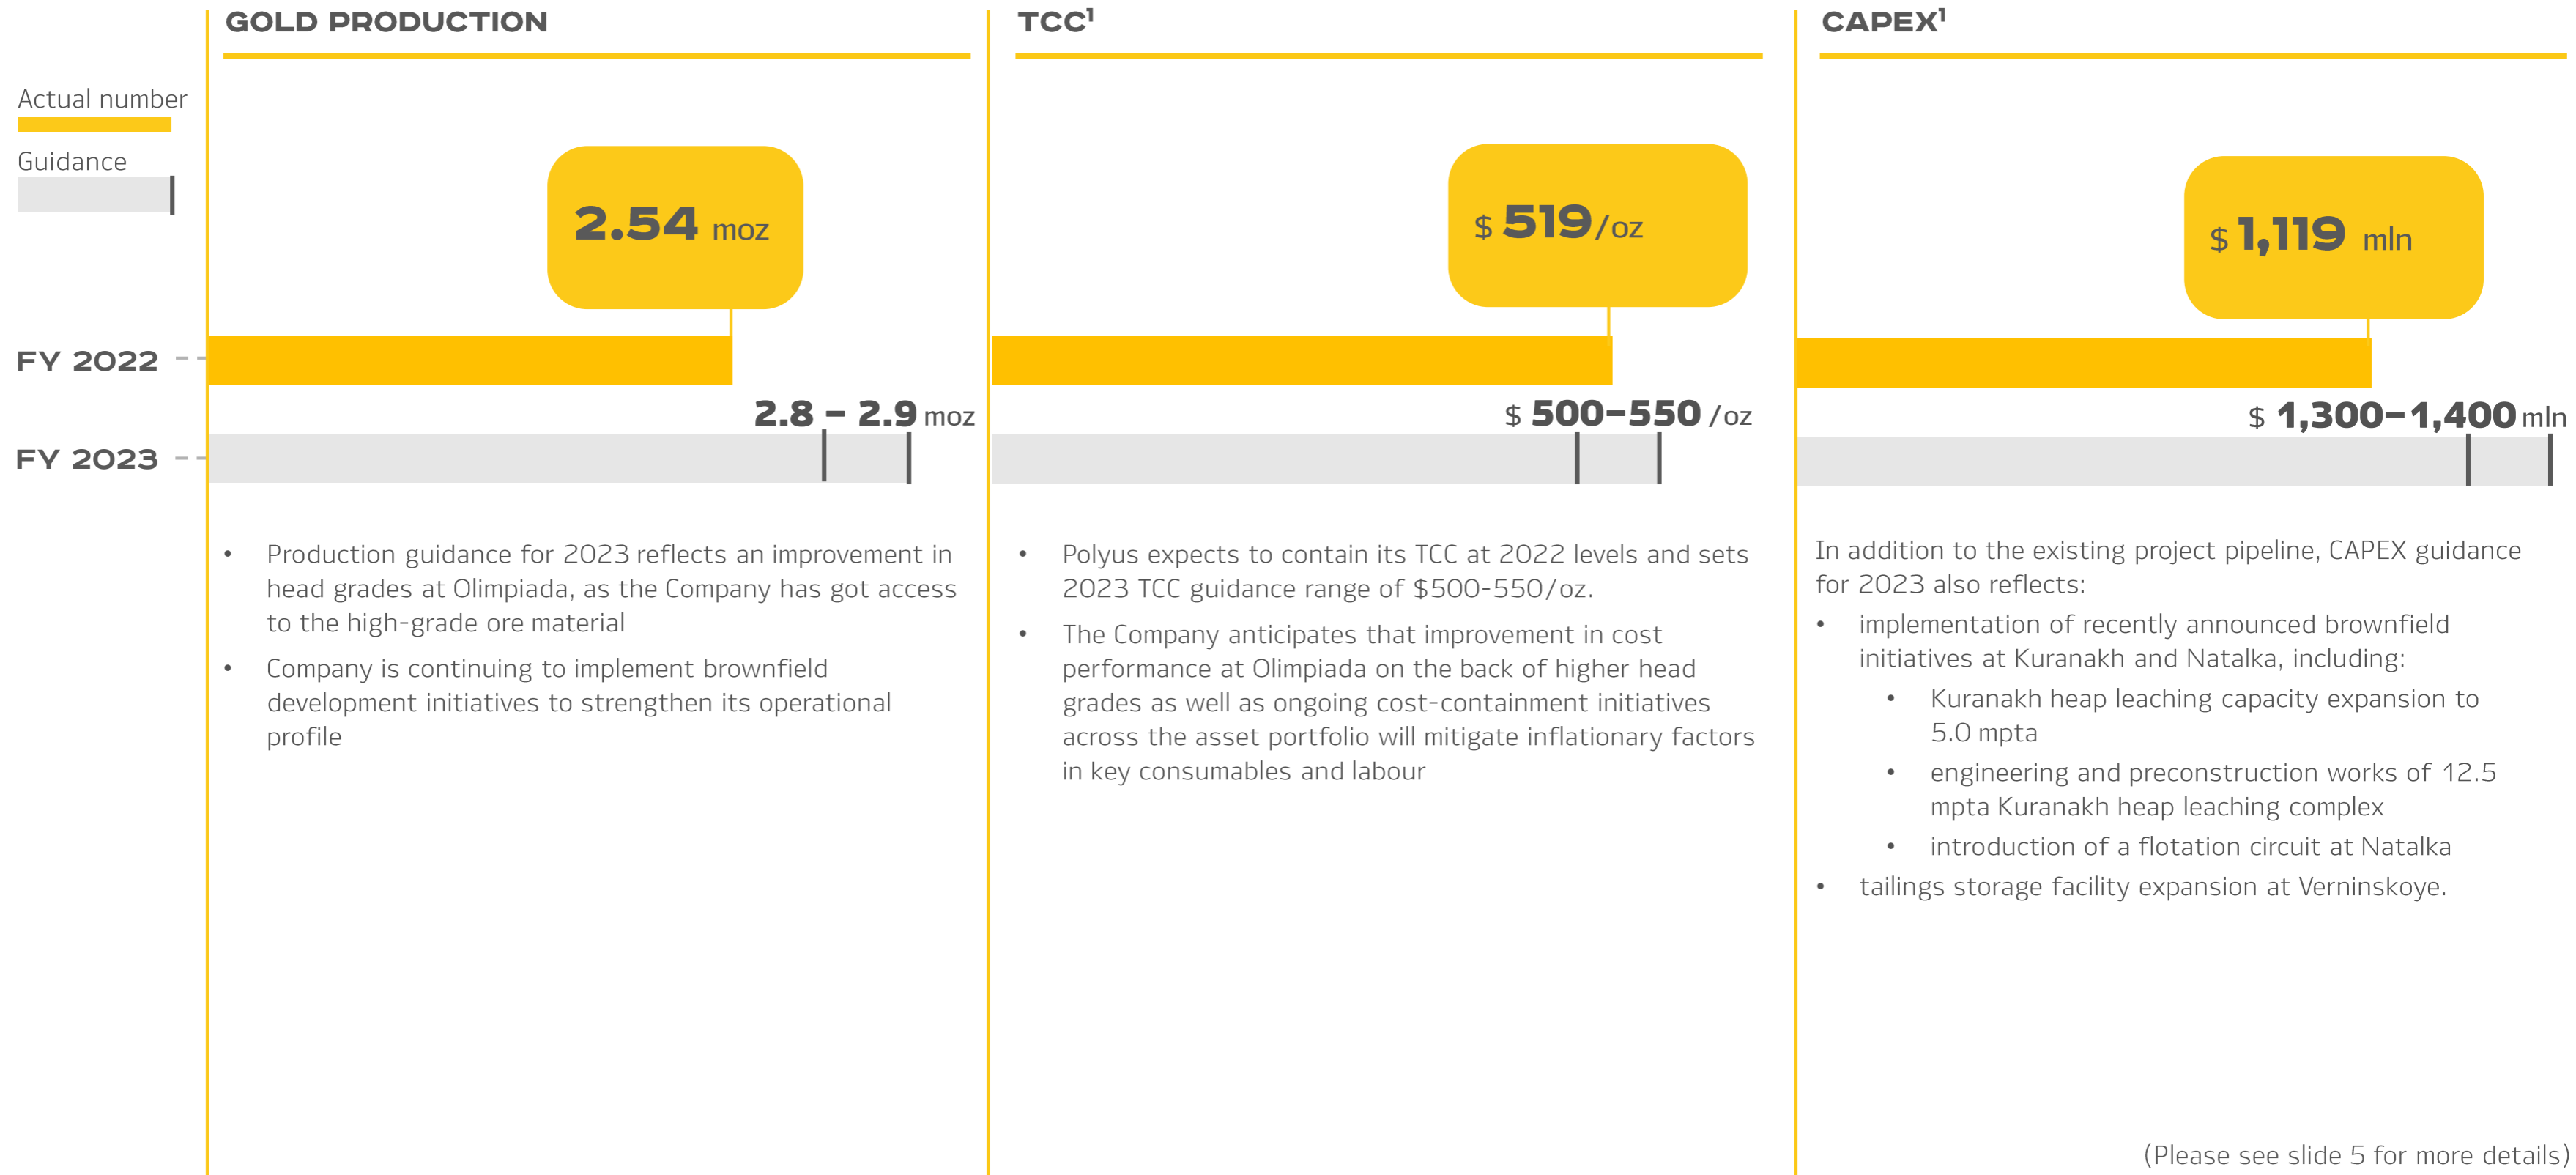 GOLD PRODUCTION
TCC¹
CAPEX¹
Actual number
Guidance
2.54 moz
$ 519/oz
$ 1,119 mln
FY 2022
2.8 – 2.9 moz
$ 500–550 /oz
$ 1,300–1,400 mln
FY 2023
• Production guidance for 2023 reflects an improvement in
head grades at Olimpiada, as the Company has got access
to the high-grade ore material
• Company is continuing to implement brownfield
development initiatives to strengthen its operational
profile
• Polyus expects to contain its TCC at 2022 levels and sets
2023 TCC guidance range of $500-550/oz.
• The Company anticipates that improvement in cost
performance at Olimpiada on the back of higher head
grades as well as ongoing cost-containment initiatives
across the asset portfolio will mitigate inflationary factors
in key consumables and labour
In addition to the existing project pipeline, CAPEX guidance
for 2023 also reflects:
• implementation of recently announced brownfield
initiatives at Kuranakh and Natalka, including:
• Kuranakh heap leaching capacity expansion to
5.0 mpta
• engineering and preconstruction works of 12.5
mpta Kuranakh heap leaching complex
• introduction of a flotation circuit at Natalka
• tailings storage facility expansion at Verninskoye.
(Please see slide 5 for more details)